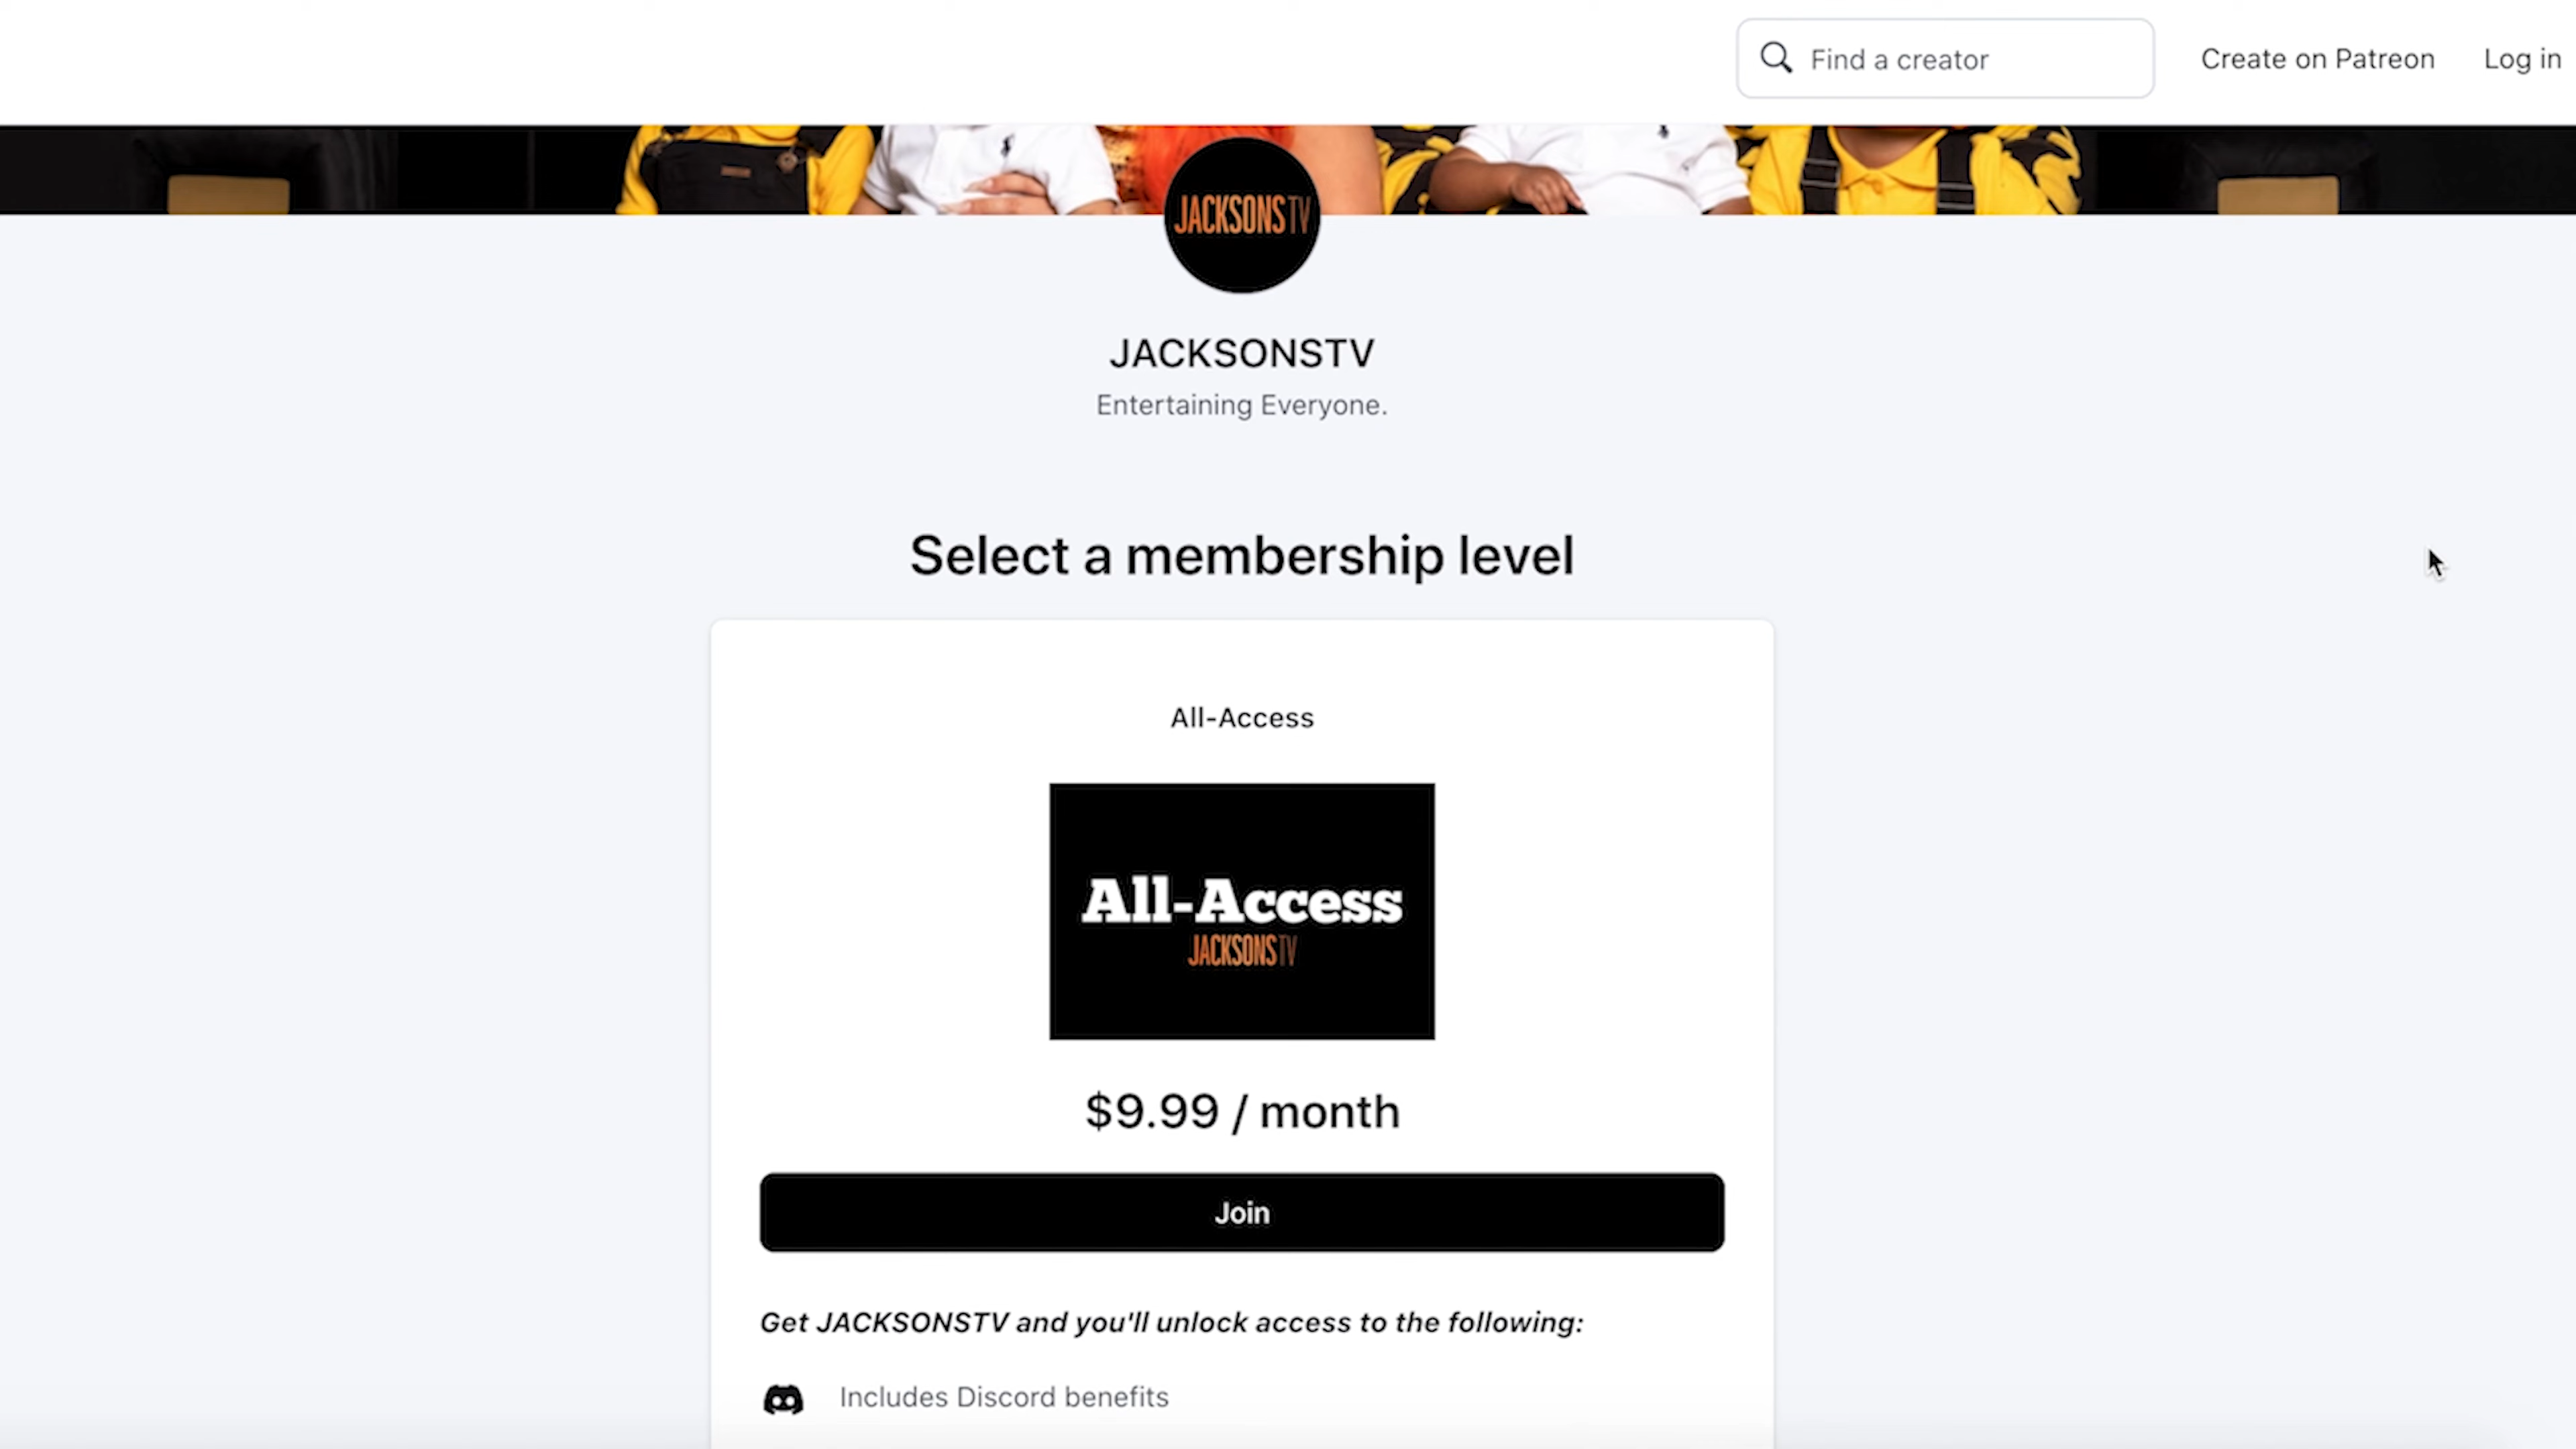 Find a creator
Create on Patreon
Log in
JACKSONSTV
JACKSONSTV
Entertaining Everyone.
Select a membership level
All-Access
All-Access
JACKSONSTV
$9.99 / month
Join
Get JACKSONSTV and you'll unlock access to the following:
Includes Discord benefits